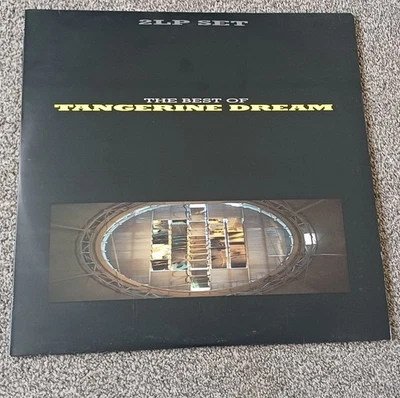 2LP SET
THE BEST OF
TANGERINE DREAM